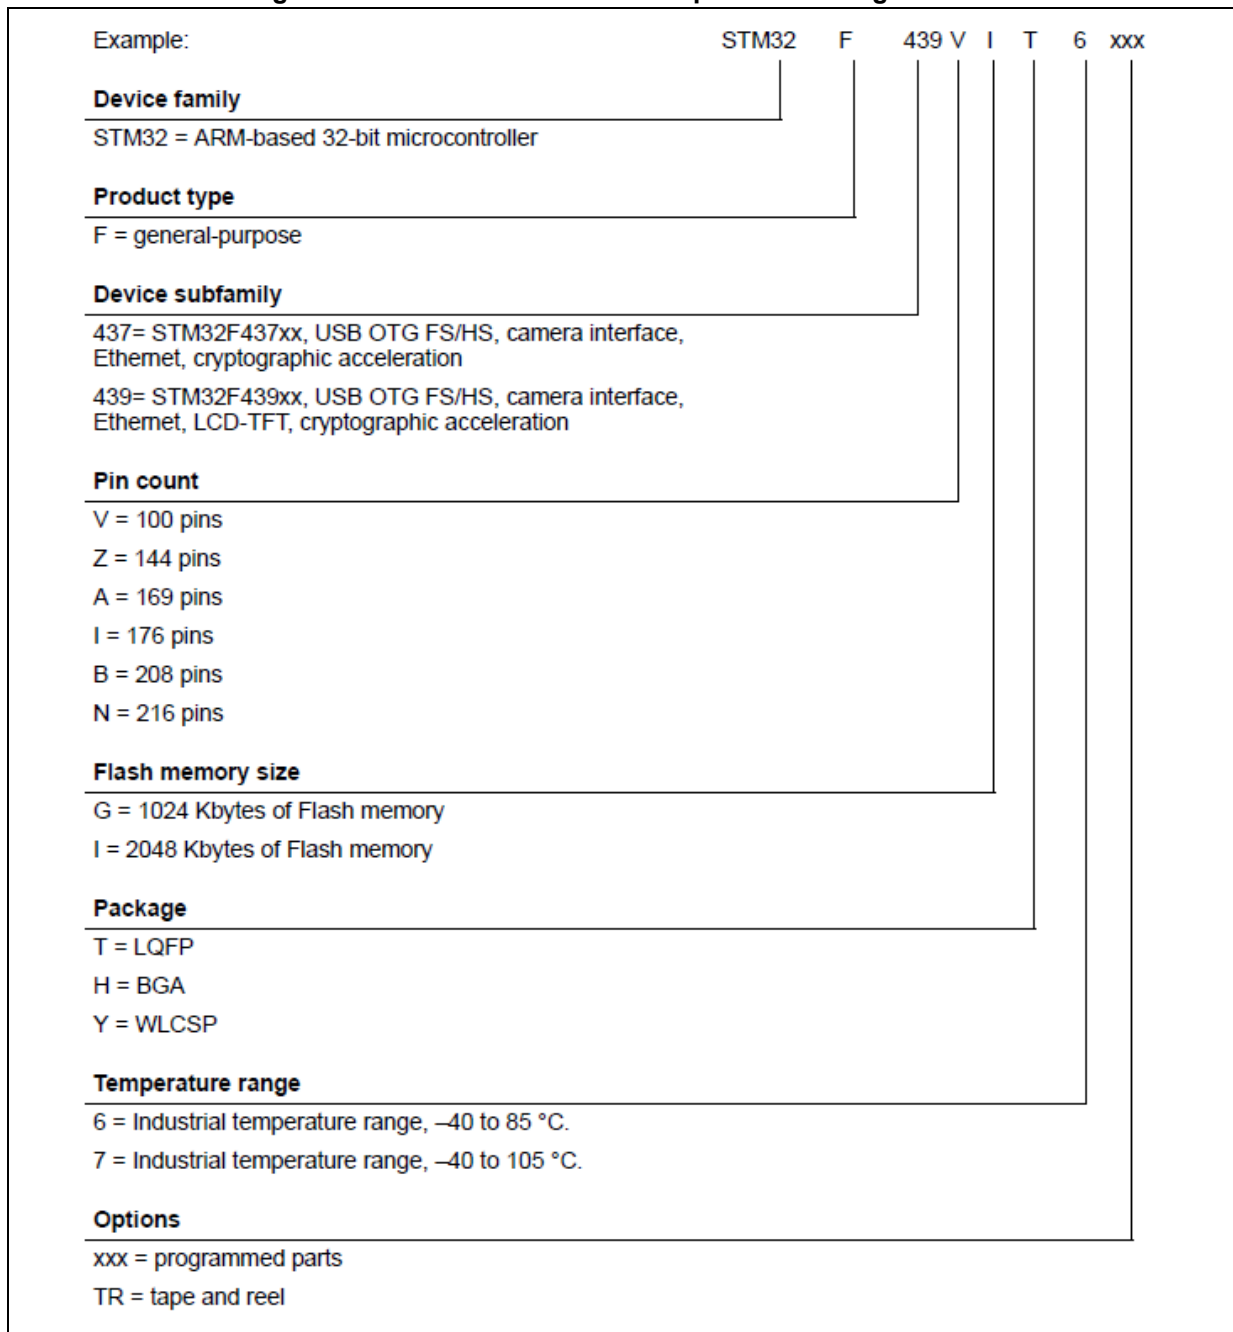 Example: STM32 F 439 V I T 6 xxx
Device family
STM32 = ARM-based 32-bit microcontroller
Product type
F = general-purpose
Device subfamily
437= STM32F437xx, USB OTG FS/HS, camera interface,
Ethernet, cryptographic acceleration
439= STM32F439xx, USB OTG FS/HS, camera interface,
Ethernet, LCD-TFT, cryptographic acceleration
Pin count
V = 100 pins
Z = 144 pins
A = 169 pins
I = 176 pins
B = 208 pins
N = 216 pins
Flash memory size
G = 1024 Kbytes of Flash memory
I = 2048 Kbytes of Flash memory
Package
T = LQFP
H = BGA
Y = WLCSP
Temperature range
6 = Industrial temperature range, –40 to 85 °C.
7 = Industrial temperature range, –40 to 105 °C.
Options
xxx = programmed parts
TR = tape and reel